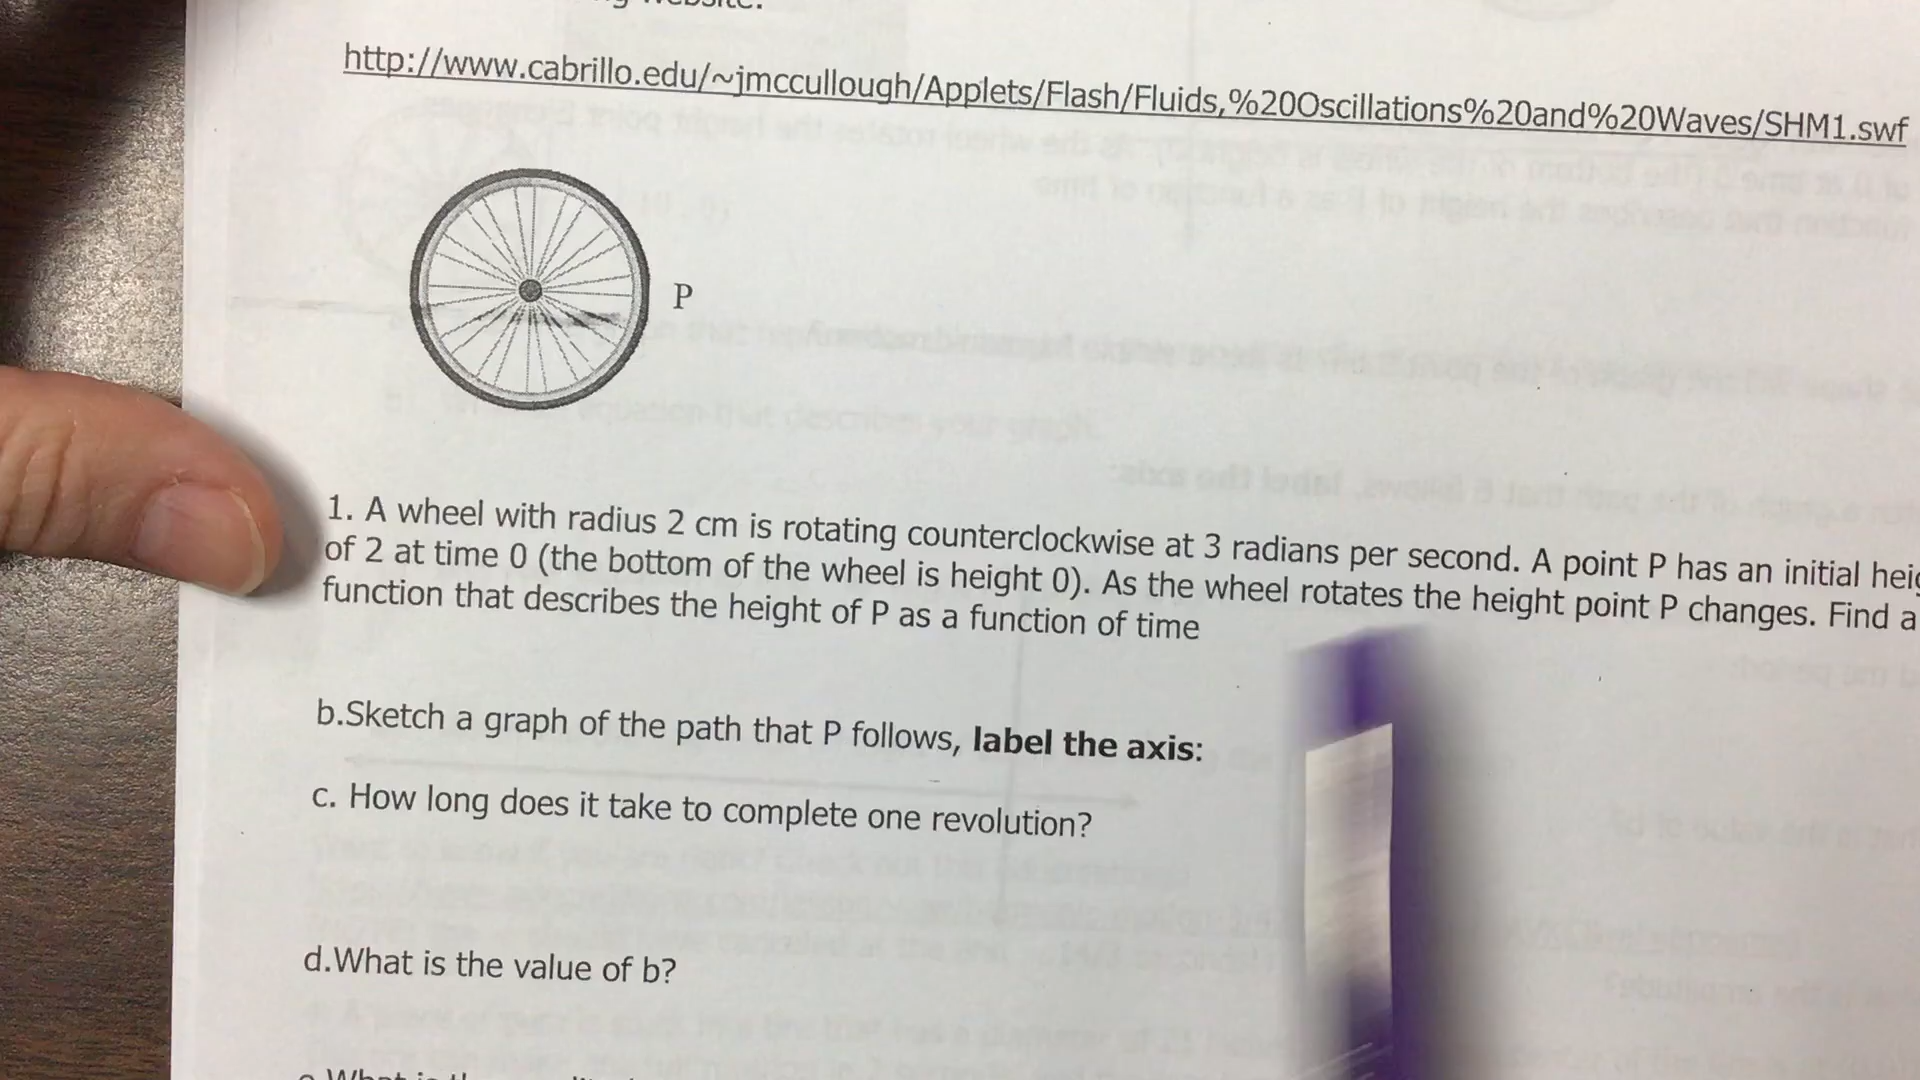 http://www.cabrillo.edu/~jmccullough/Applets/Flash/Fluids,%20Oscillations%20and%20Waves/SHM1.swf
P
1. A wheel with radius 2 cm is rotating counterclockwise at 3 radians per second. A point P has an initial
of 2 at time 0 (the bottom of the wheel is height 0). As the wheel rotates the height point P changes. Find a
function that describes the height of P as a function of time
b.Sketch a graph of the path that P follows, label the axis:
c. How long does it take to complete one revolution?
d.What is the value of b?